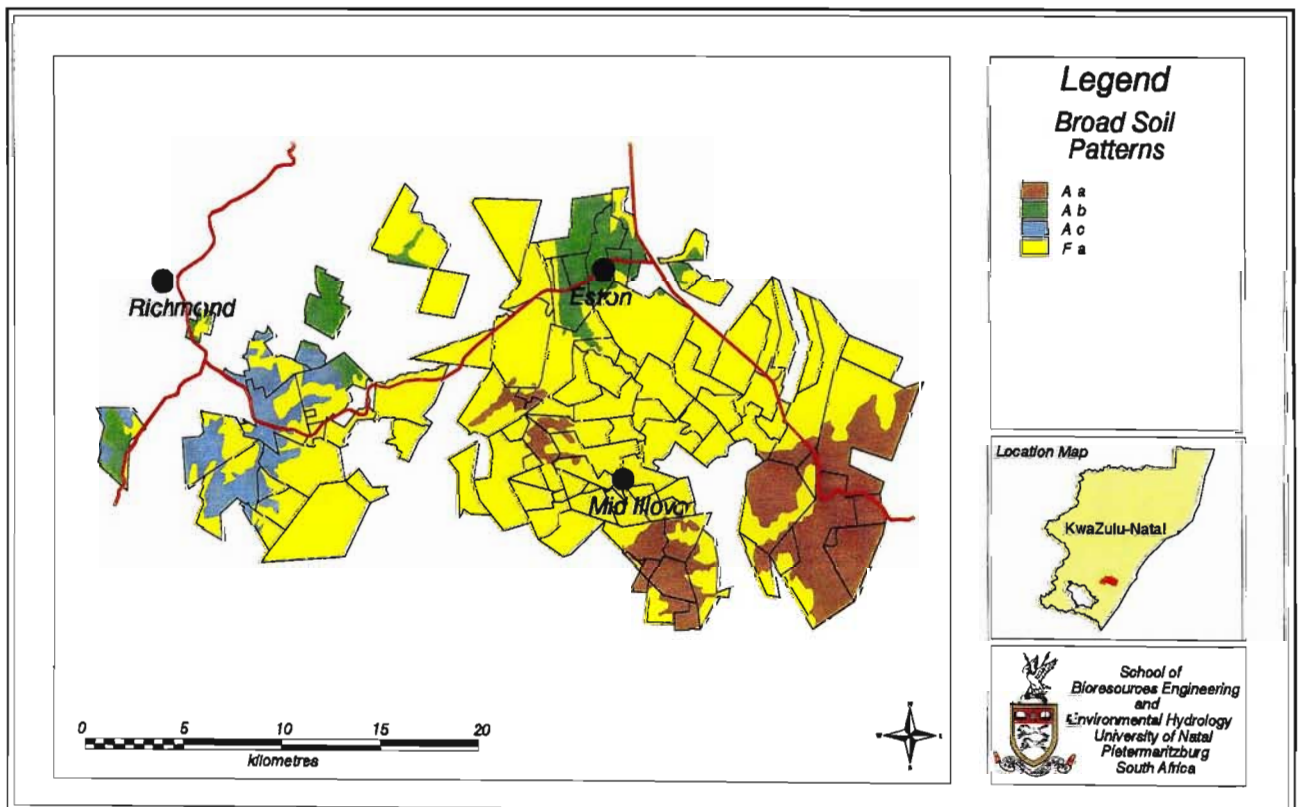 Legend
Broad Soil
Patterns
A a
A b
A c
F a
Richmond
Eston
Mid Illovo
0 5 10 15 20
kilometres
Location Map
KwaZulu-Natal
School of
Bioresources Engineering
and
Environmental Hydrology
University of Natal
Pietermaritzburg
South Africa